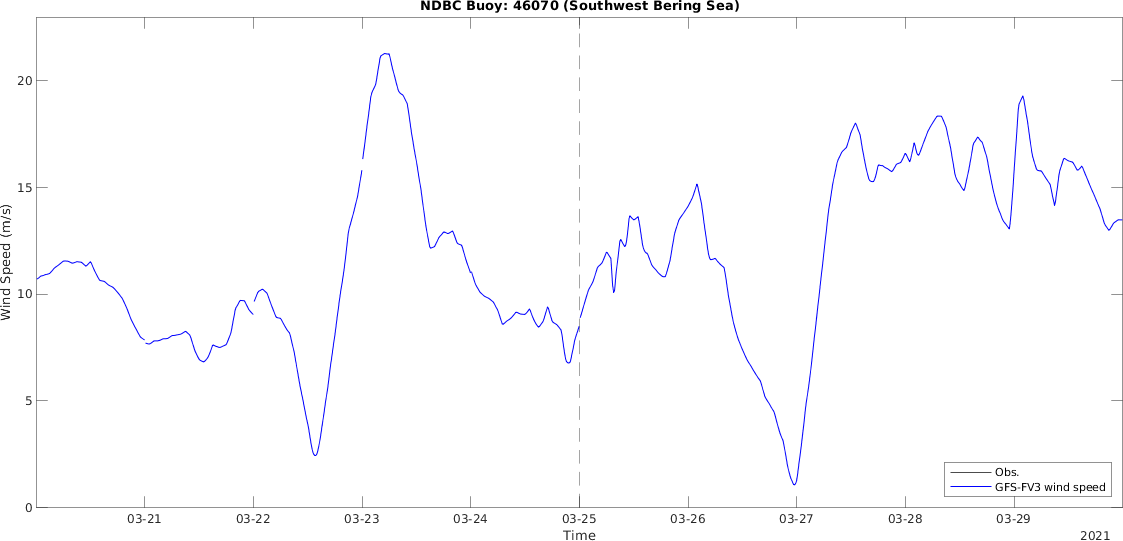 NDBC Buoy: 46070 (Southwest Bering Sea)
20
15
10
5
0
Wind Speed (m/s)
03-21 03-22 03-23 03-24 03-25 03-26 03-27 03-28 03-29
Time
2021
Obs.
GFS-FV3 wind speed